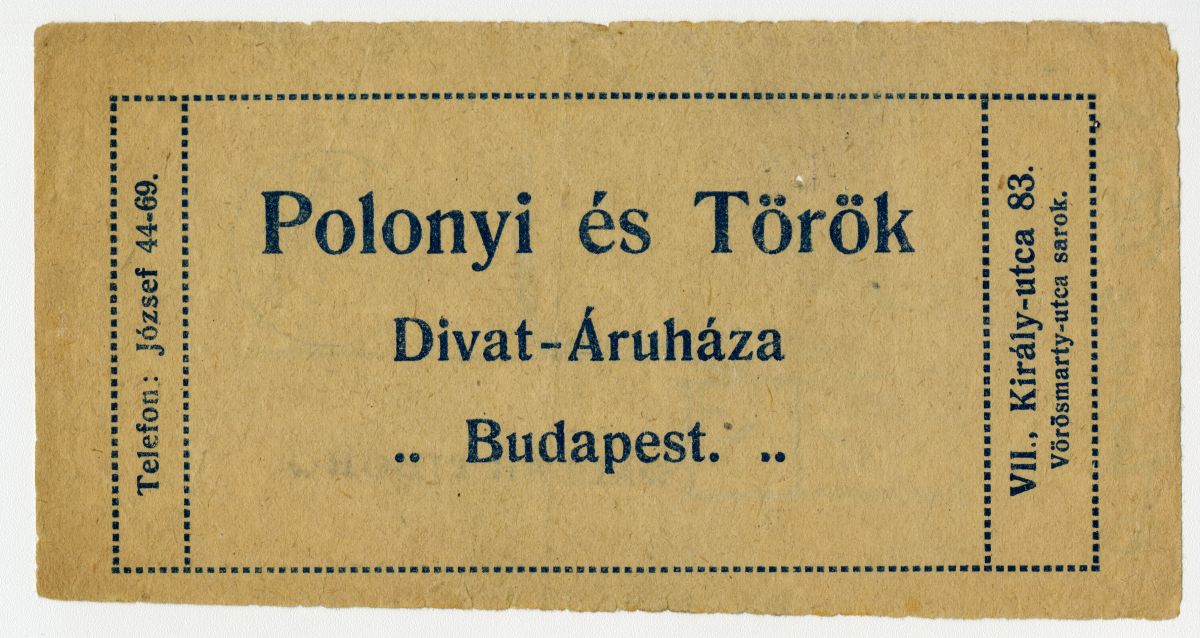 Telefon: József 44-69.
Polonyi és Török
Divat-Áruháza
.. Budapest. ..
VII., Király-utca 83.
Vörösmarty-utca sarok.